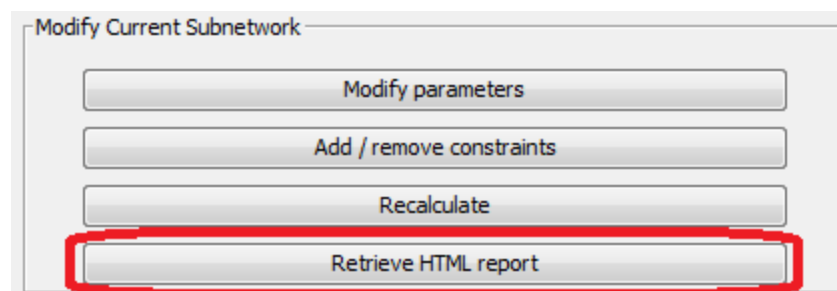 Modify Current Subnetwork
Modify parameters
Add / remove constraints
Recalculate
Retrieve HTML report